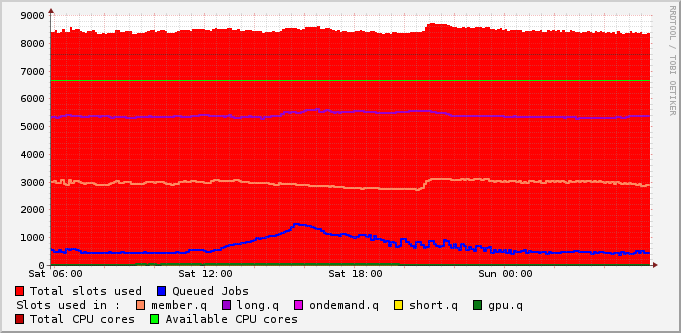 9000
8000
7000
6000
5000
4000
3000
2000
1000
0
Sat 06:00 Sat 12:00 Sat 18:00 Sun 00:00
RRDTOOL / TOBI OETIKER
Total slots used Queued Jobs
Slots used in : member.q long.q ondemand.q short.q gpu.q
Total CPU cores Available CPU cores